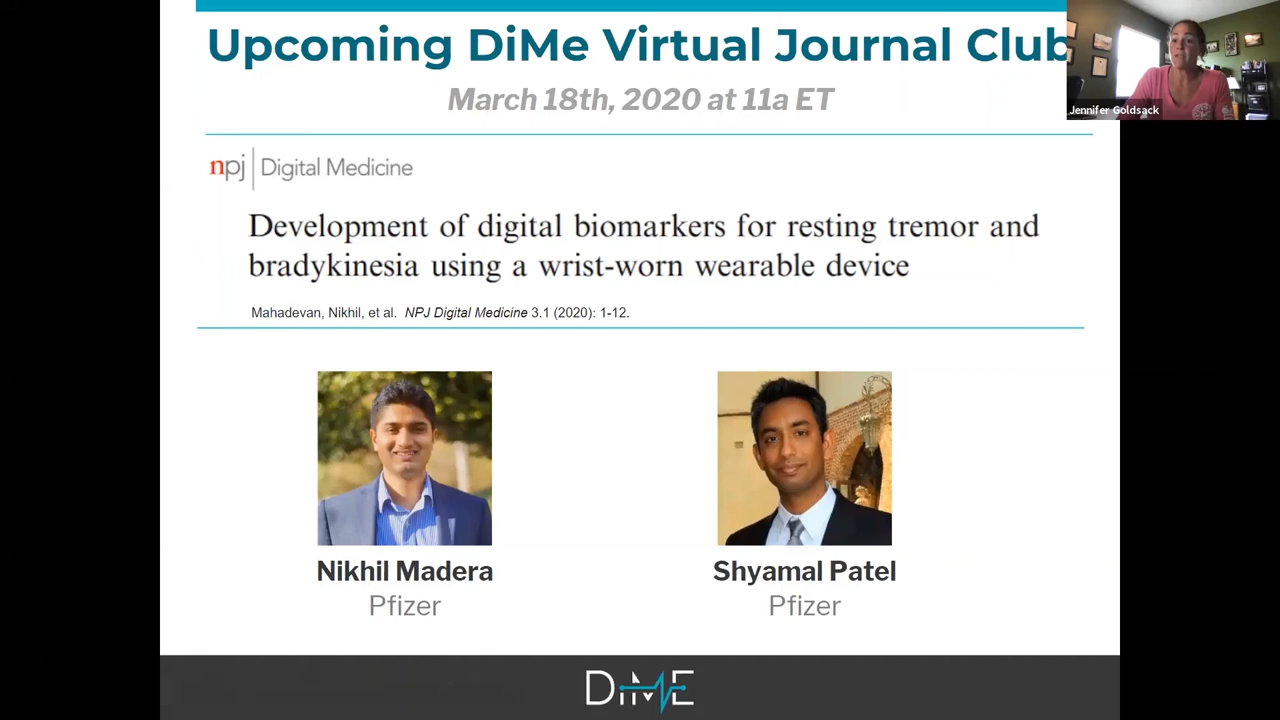 Upcoming DiMe Virtual Journal Club
March 18th, 2020 at 11a ET
Jennifer Goldsack
npj Digital Medicine
Development of digital biomarkers for resting tremor and
bradykinesia using a wrist-worn wearable device
Mahadevan, Nikhil, et al. NPJ Digital Medicine 3.1 (2020): 1-12.
Nikhil Madera
Pfizer
Shyamal Patel
Pfizer
DiME